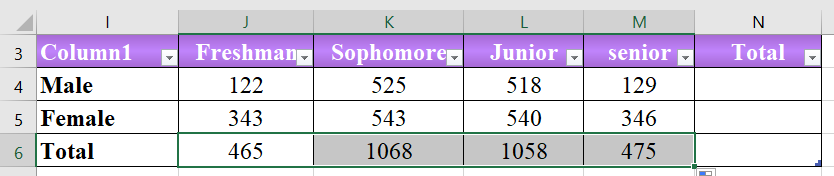 I J K L M N
3 Column1 Freshman Sophomore Junior senior Total
4 Male 122 525 518 129
5 Female 343 543 540 346
6 Total 465 1068 1058 475